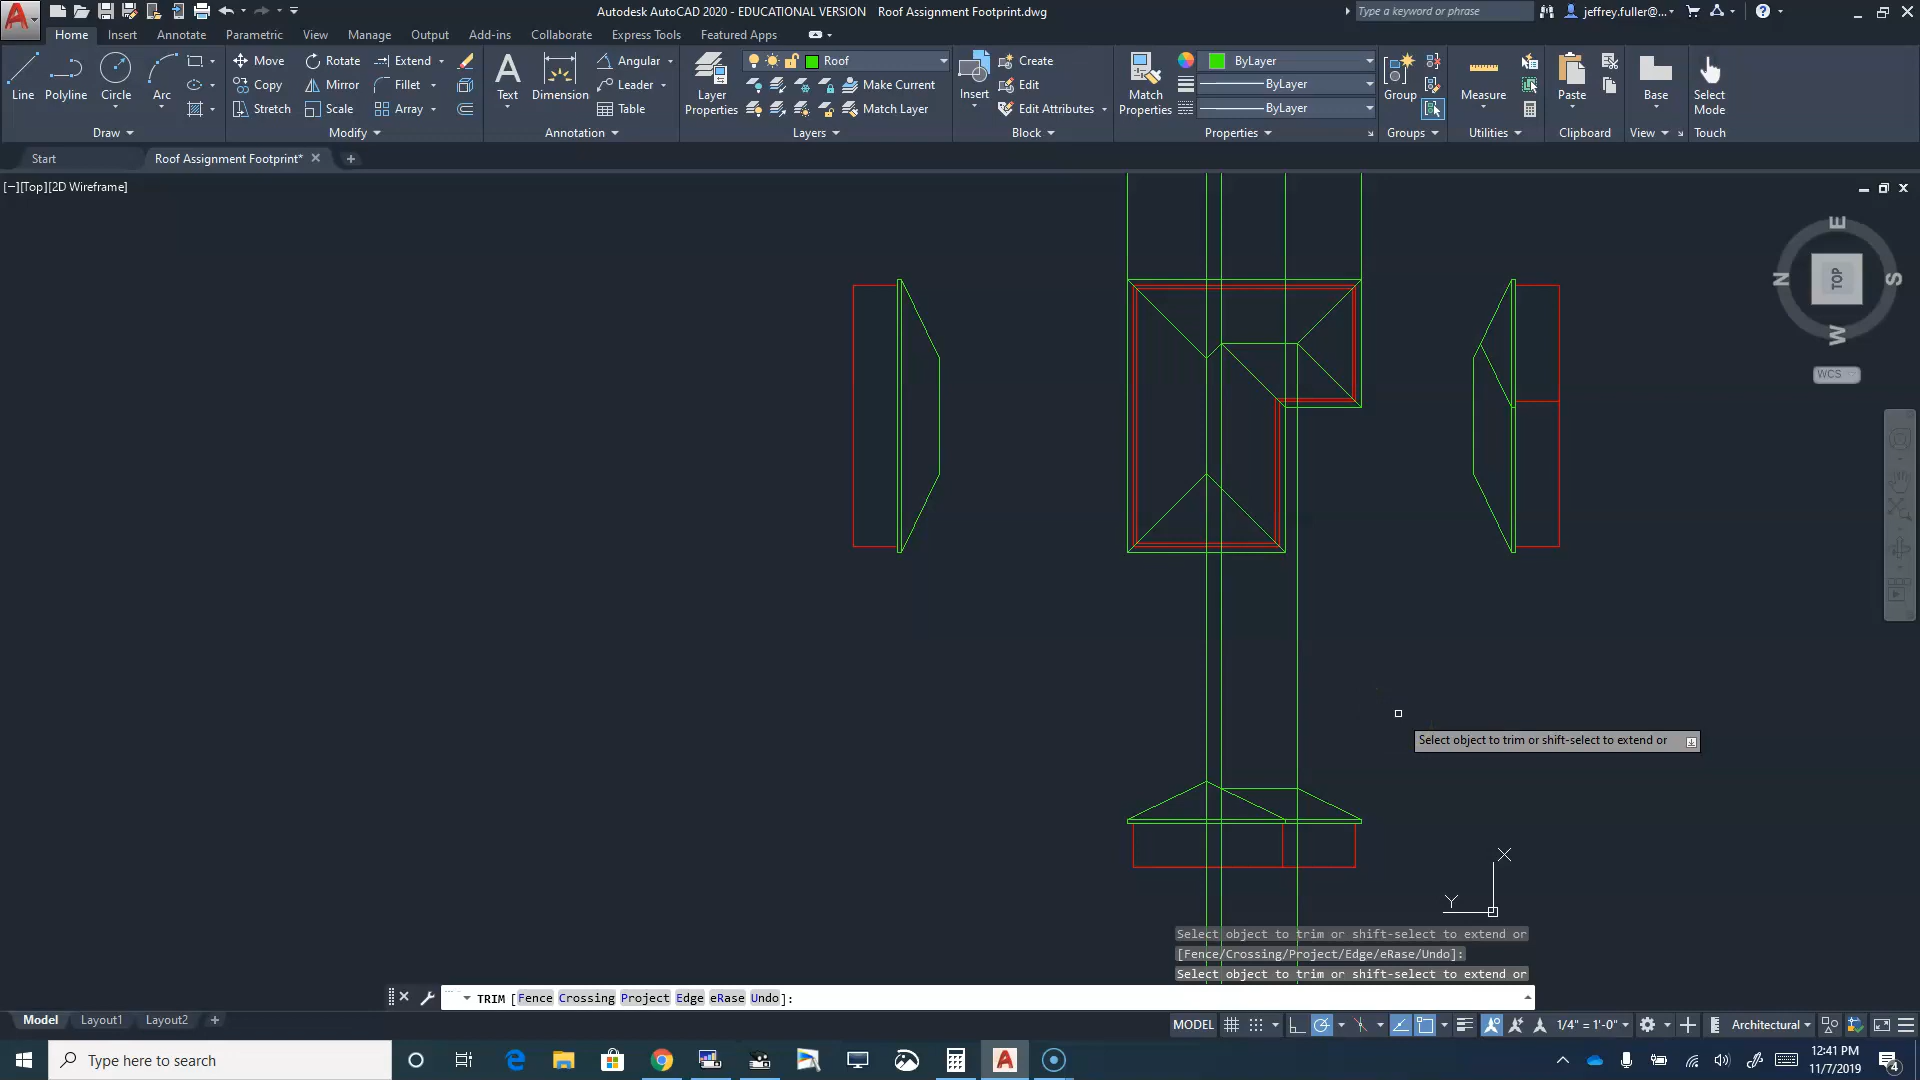 Autodesk AutoCAD 2020 - EDUCATIONAL VERSION    Roof Assignment Footprint.dwg
Type a keyword or phrase
jeffrey.fuller@...
Home Insert Annotate Parametric View Manage Output Add-ins Collaborate Express Tools Featured Apps
Line Polyline Circle Arc
Move Rotate Extend
Copy Mirror Fillet
Stretch Scale Array
Text Dimension
Angular
Leader
Table
Layer
Properties
Roof
Make Current
Match Layer
Insert
Create
Edit
Edit Attributes
Match
Properties
ByLayer
ByLayer
ByLayer
Group
Measure
Paste
Base
Select
Mode
Draw Modify Annotation Layers Block Properties Groups Utilities Clipboard View Touch
Start Roof Assignment Footprint*
[−][Top][2D Wireframe]
E
N TOP S
W
WCS
Select object to trim or shift-select to extend or
X
Y
Select object to trim or shift-select to extend or
[Fence/Crossing/Project/Edge/eRase/Undo]:
Select object to trim or shift-select to extend or
TRIM [Fence Crossing Project Edge eRase Undo]:
Model Layout1 Layout2
MODEL 1/4" = 1'-0" Architectural
Type here to search
12:41 PM
11/7/2019
4